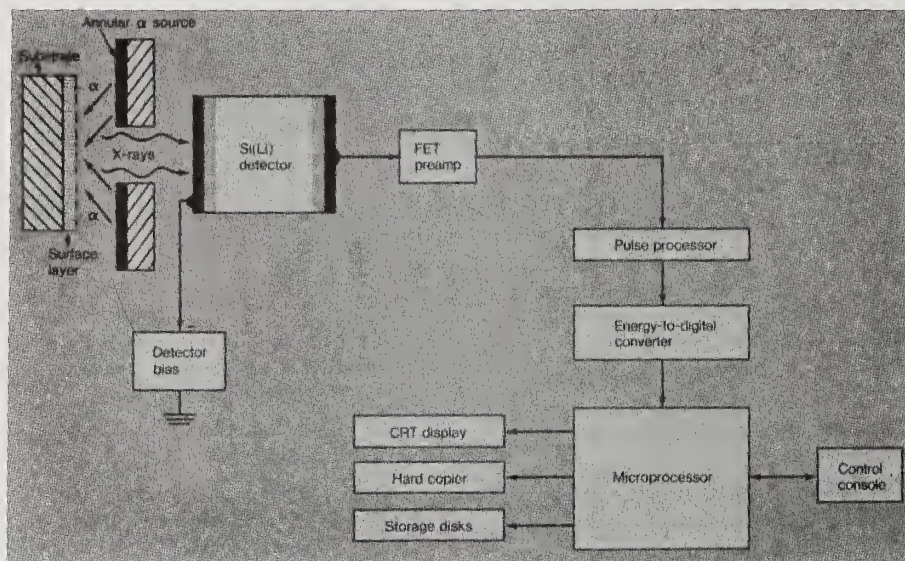 Annular α source
Substrate
α
X-rays
α
Surface
layer
Si(Li)
detector
FET
preamp
Pulse processor
Energy-to-digital
converter
Detector
bias
CRT display
Hard copier
Storage disks
Microprocessor
Control
console